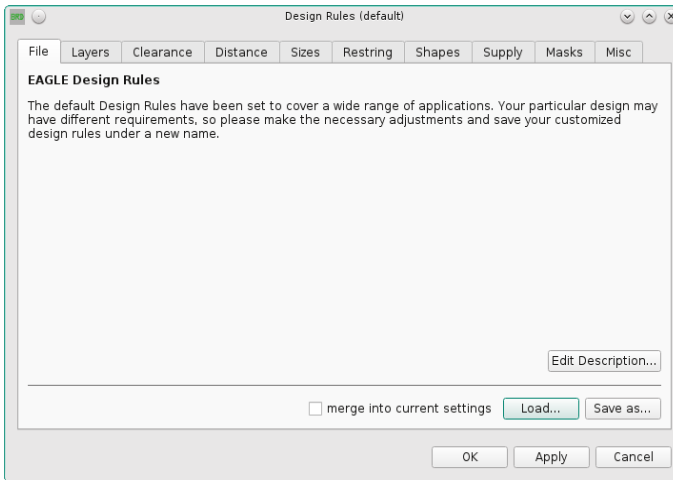 BRD
Design Rules (default)
File Layers Clearance Distance Sizes Restring Shapes Supply Masks Misc
EAGLE Design Rules
The default Design Rules have been set to cover a wide range of applications. Your particular design may
have different requirements, so please make the necessary adjustments and save your customized
design rules under a new name.
Edit Description...
merge into current settings Load... Save as...
OK Apply Cancel